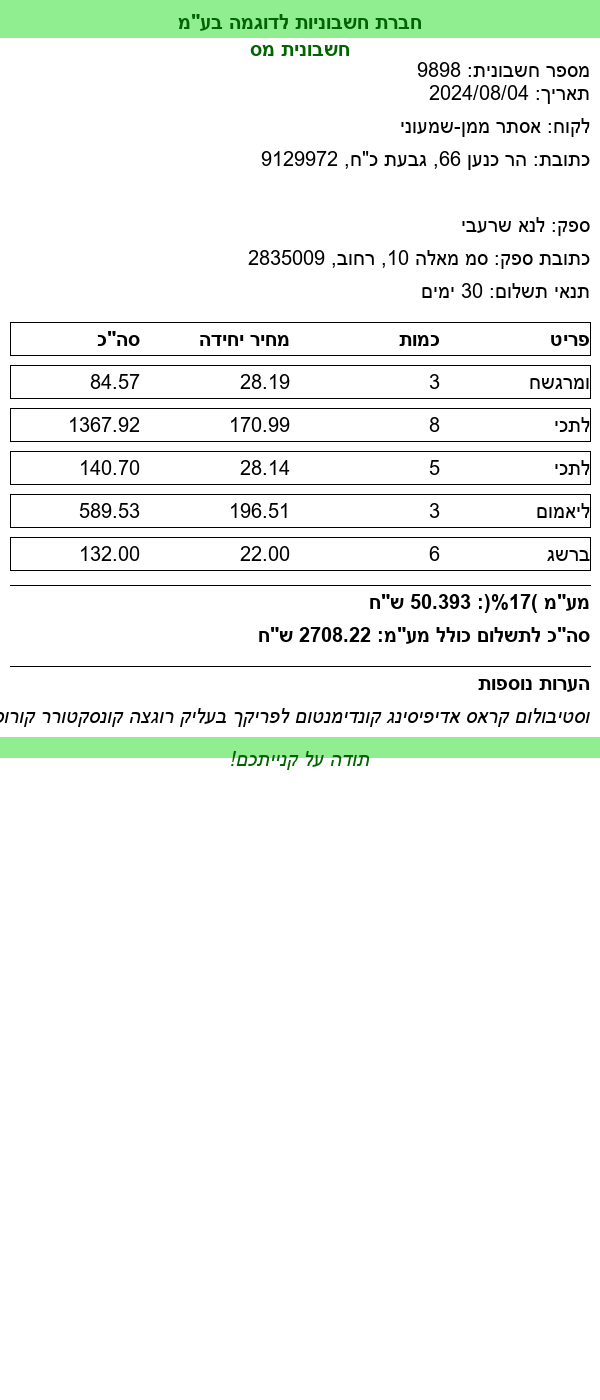 חברת חשבוניות לדוגמה בע"מ
חשבונית מס
מספר חשבונית: 9898
תאריך: 2024/08/04
לקוח: אסתר ממן-שמעוני
כתובת: הר כנען 66, גבעת כ"ח, 9129972
ספק: לנא שרעבי
כתובת ספק: סמ מאלה 10, רחוב, 2835009
תנאי תשלום: 30 ימים
פריט כמות מחיר יחידה סה"כ
ומרגשח 3 28.19 84.57
לתכי 8 170.99 1367.92
לתכי 5 28.14 140.70
ליאמום 3 196.51 589.53
ברשג 6 22.00 132.00
מע"מ )17%(: 50.393 ש"ח
סה"כ לתשלום כולל מע"מ: 2708.22 ש"ח
הערות נוספות
וסטיבולום קראס אדיפיסינג קונדימנטום לפריקך בעליק רוגצה קונסקטורר
תודה על קנייתכם!